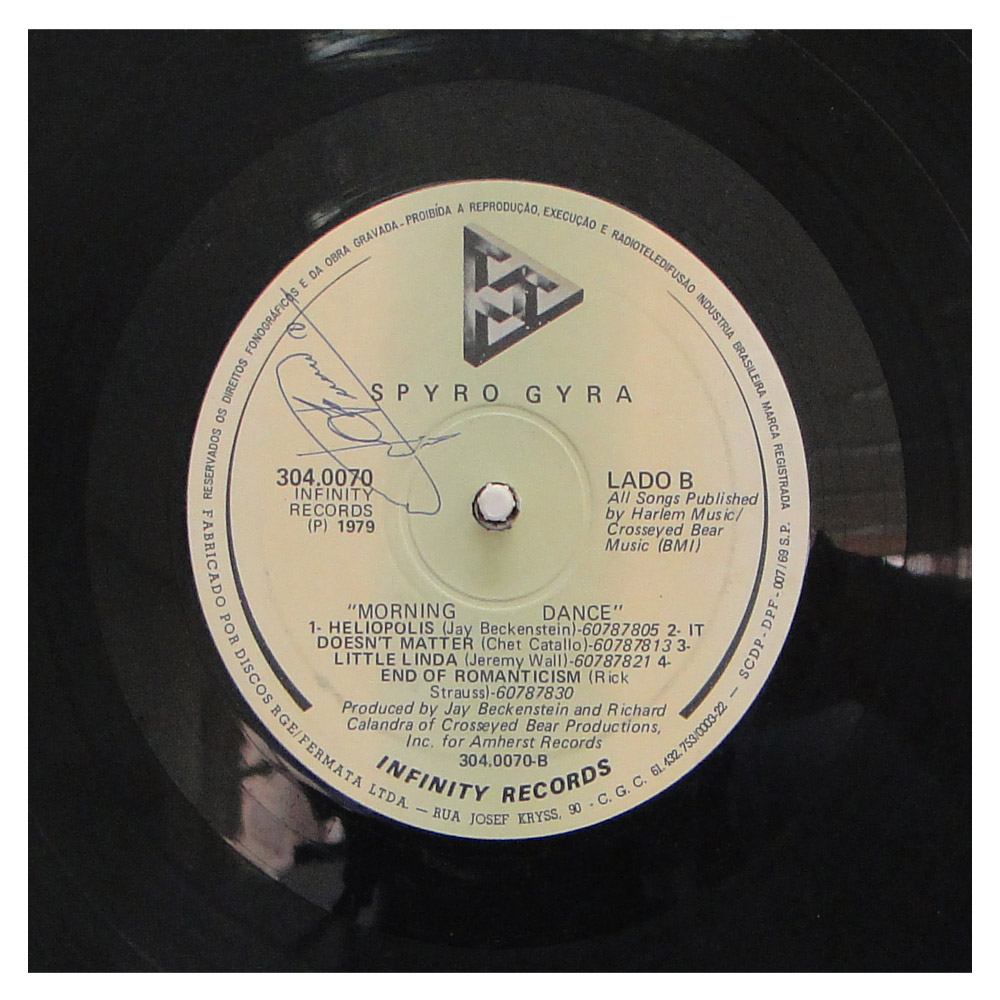 RESERVADOS OS DIREITOS FONOGRÁFICOS E DA OBRA GRAVADA - PROIBÍDA A REPRODUÇÃO, EXECUÇÃO E RADIOTELEDIFUSÃO INDUSTRIA BRASILEIRA MARCA REGISTRADA
SPYRO GYRA
304.0070
INFINITY
RECORDS
(P) 1979
LADO B
All Songs Published
by Harlem Music/
Crosseyed Bear
Music (BMI)
"MORNING DANCE"
1- HELIOPOLIS (Jay Beckenstein)-60787805 2- IT
DOESN'T MATTER (Chet Catallo)-60787813 3-
LITTLE LINDA (Jeremy Wall)-60787821 4-
END OF ROMANTICISM (Rick
Strauss)-60787830
Produced by Jay Beckenstein and Richard
Calandra of Crosseyed Bear Productions,
Inc. for Amherst Records
304.0070-B
INFINITY RECORDS
FABRICADO POR DISCOS RGE/FERMATA LTDA. — RUA JOSEF KRYSS, 90 - C. G. C. 61.432.753/0003-22 — SCDP - DPF - 007/69 S.P.